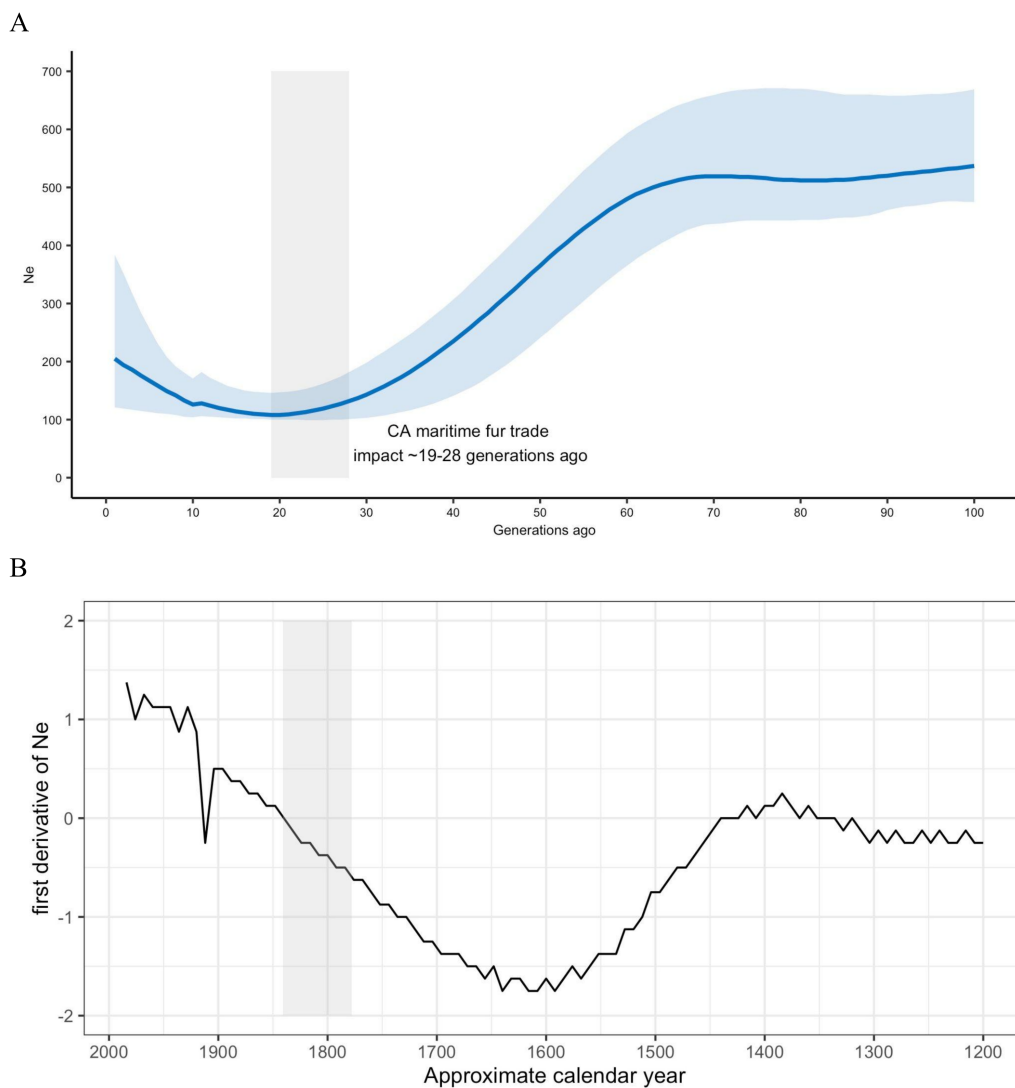 A
700
600
500
400
300
200
100
0
Ne
CA maritime fur trade
impact ~19-28 generations ago
0 10 20 30 40 50 60 70 80 90 100
Generations ago
B
2
1
0
-1
-2
first derivative of Ne
2000 1900 1800 1700 1600 1500 1400 1300 1200
Approximate calendar year